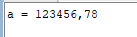 a = 123456,78